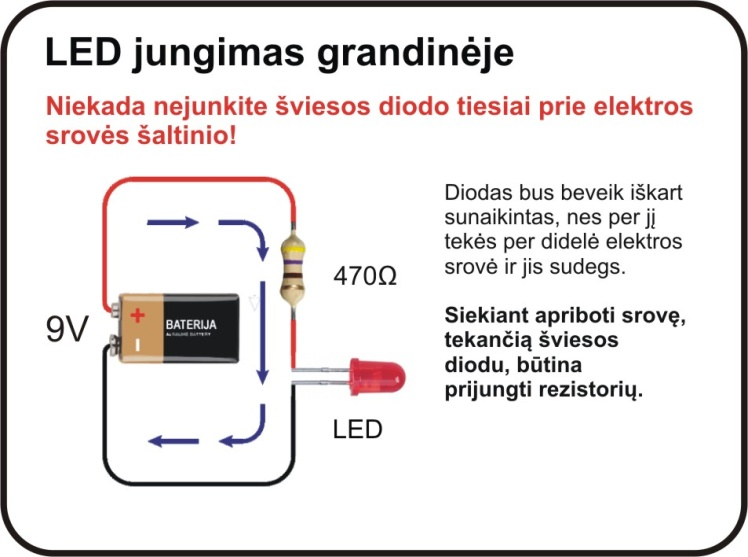 LED jungimas grandinėje
Niekada nejunkite šviesos diodo tiesiai prie elektros
srovės šaltinio!
Diodas bus beveik iškart
sunaikintas, nes per jį
tekės per didelė elektros
srovė ir jis sudegs.
470Ω
9V
+
BATERIJA
ALKALINE BATTERY
–
Siekiant apriboti srovę,
tekančią šviesos
diodu, būtina
prijungti rezistorių.
LED